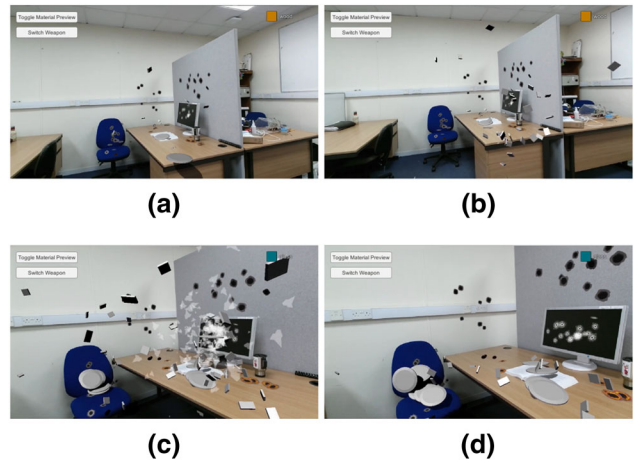 Toggle Material Preview
Switch Weapon
Toggle Material Preview
Switch Weapon
(a)
(b)
Toggle Material Preview
Switch Weapon
Toggle Material Preview
Switch Weapon
(c)
(d)